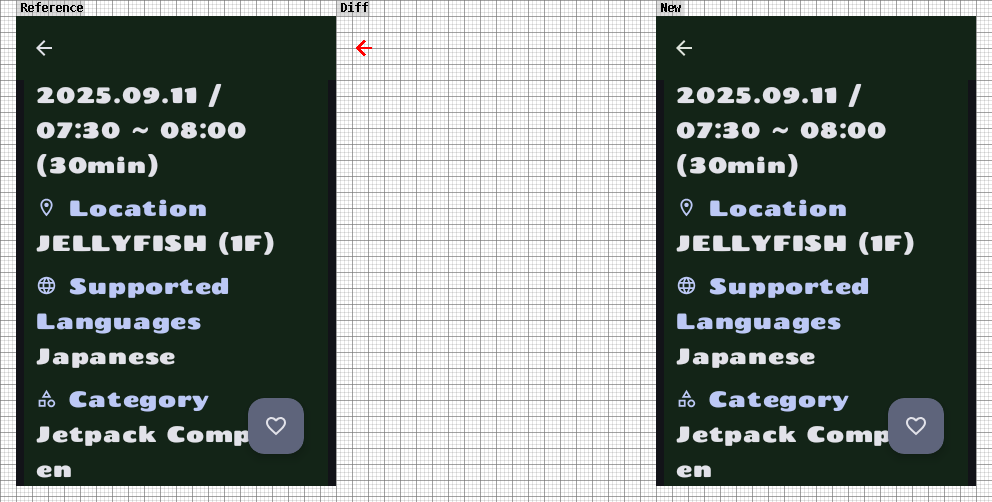 Reference
Diff
New
2025.09.11 /
07:30 ~ 08:00
(30min)
Location
JELLYFISH (1F)
Supported
Languages
Japanese
Category
Jetpack Comp
en
2025.09.11 /
07:30 ~ 08:00
(30min)
Location
JELLYFISH (1F)
Supported
Languages
Japanese
Category
Jetpack Comp
en